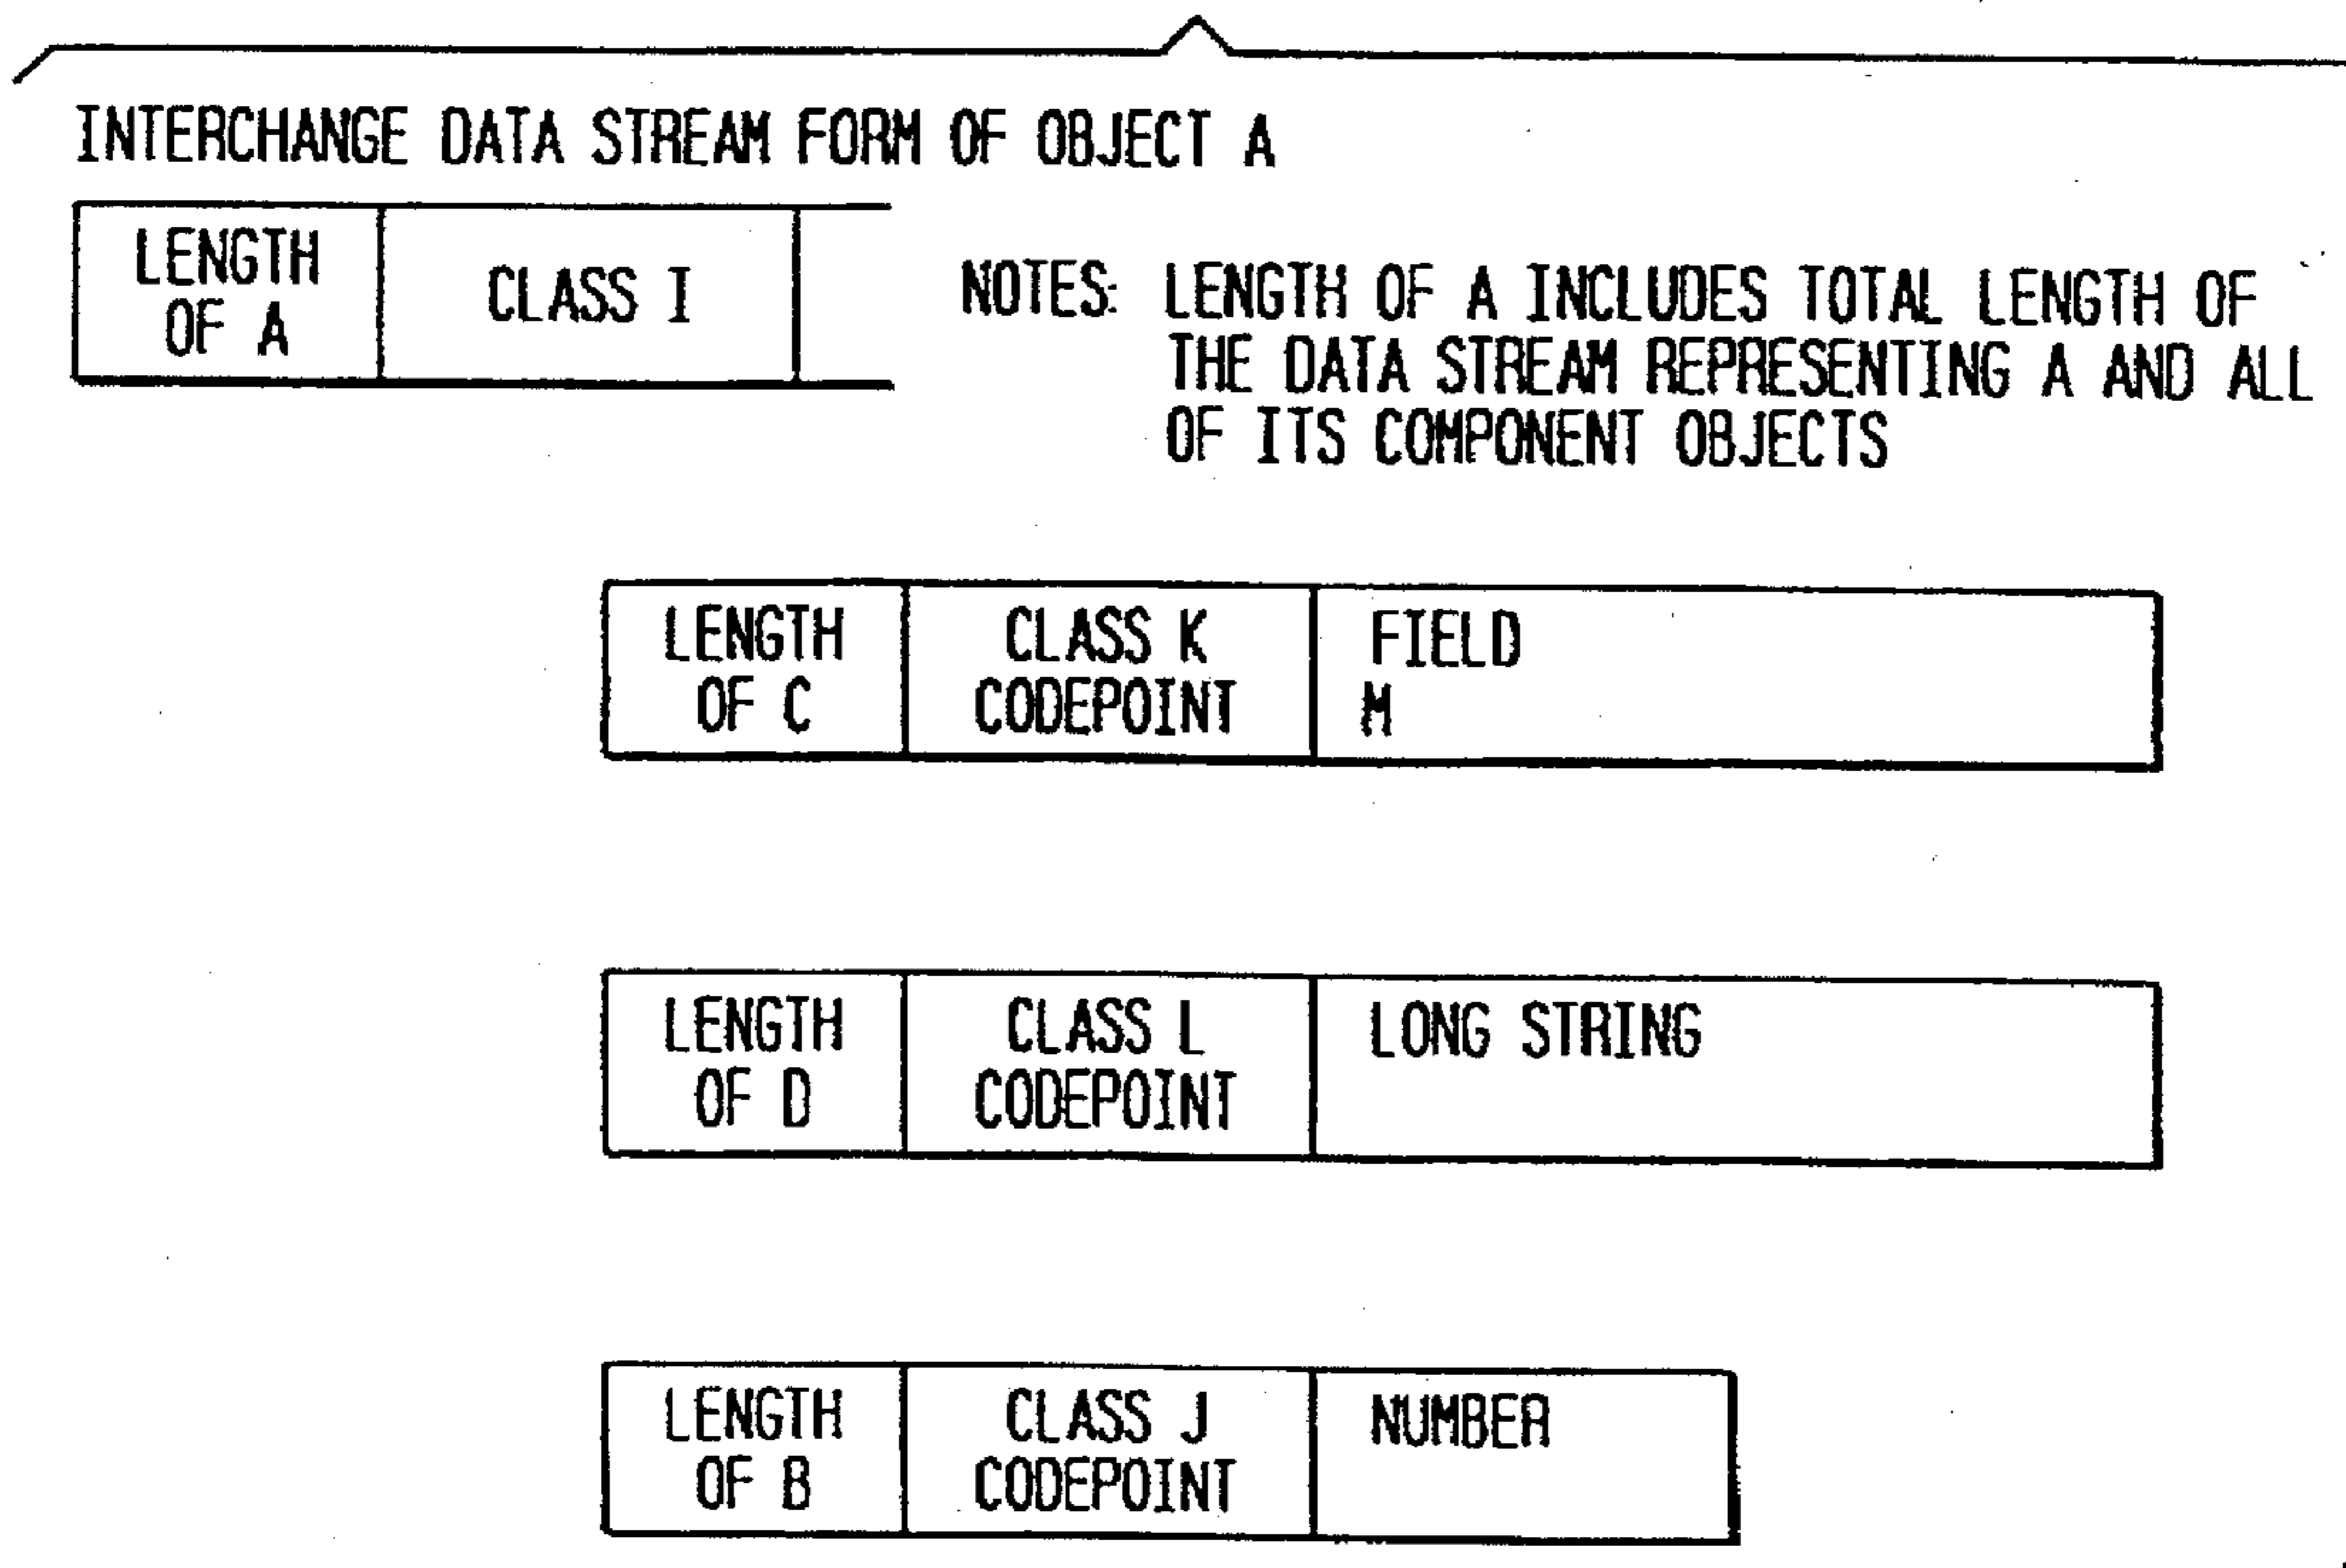 INTERCHANGE DATA STREAM FORM OF OBJECT A
LENGTH
OF A
CLASS I
NOTES: LENGTH OF A INCLUDES TOTAL LENGTH OF
THE DATA STREAM REPRESENTING A AND ALL
OF ITS COMPONENT OBJECTS
LENGTH
OF C
CLASS K
CODEPOINT
FIELD
M
LENGTH
OF D
CLASS L
CODEPOINT
LONG STRING
LENGTH
OF B
CLASS J
CODEPOINT
NUMBER